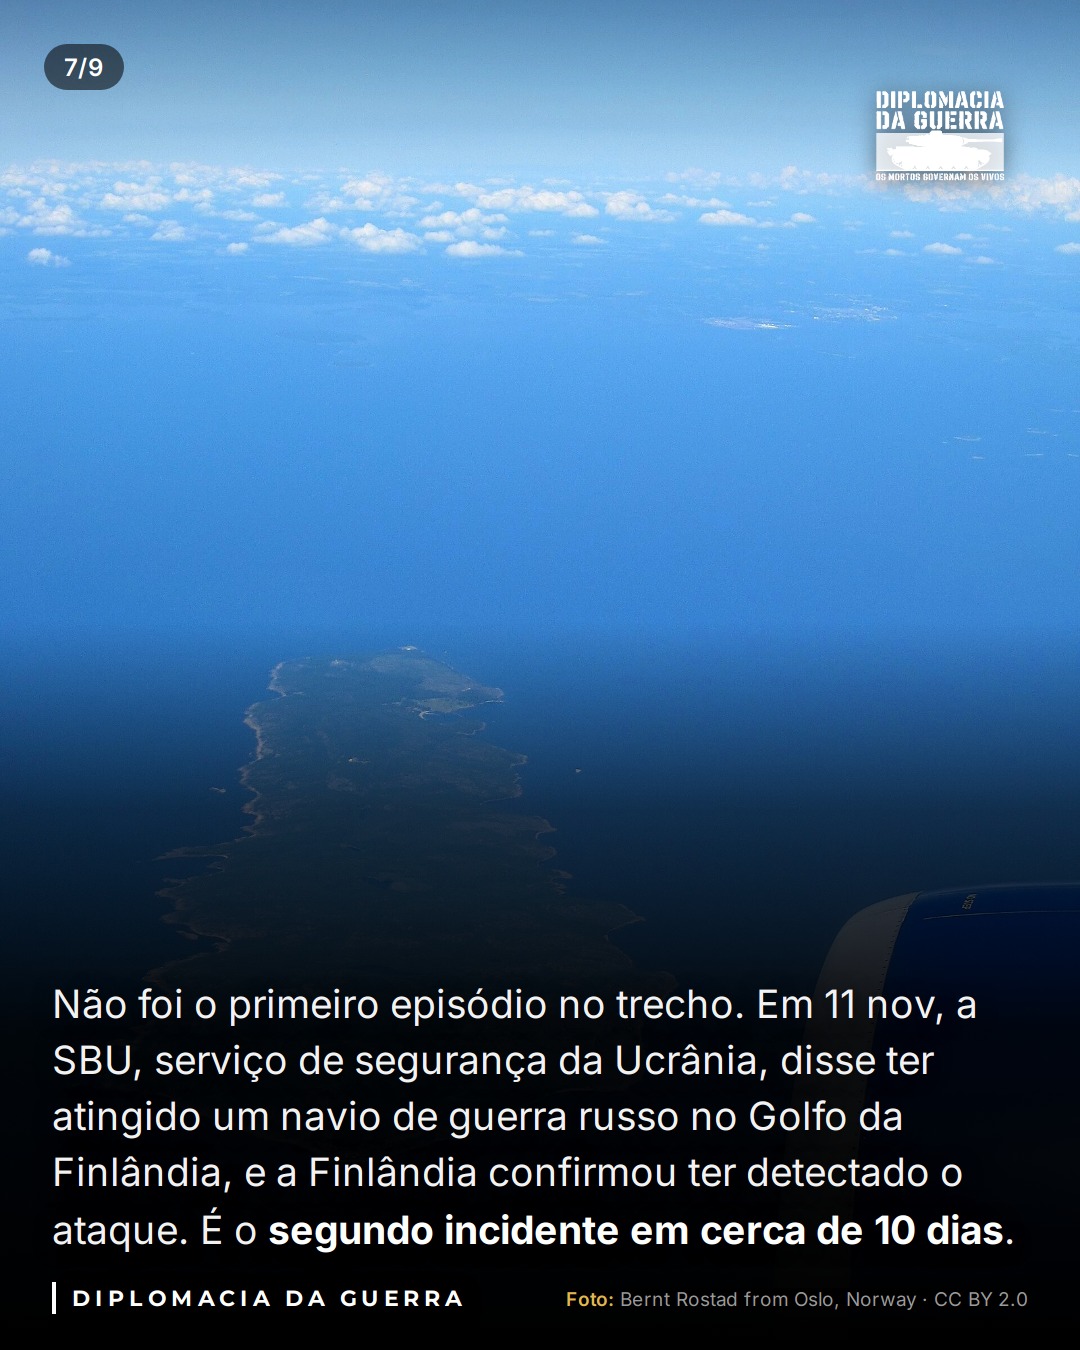 7/9
DIPLOMACIA
DA GUERRA
OS MORTOS GOVERNAM OS VIVOS
Não foi o primeiro episódio no trecho. Em 11 nov, a
SBU, serviço de segurança da Ucrânia, disse ter
atingido um navio de guerra russo no Golfo da
Finlândia, e a Finlândia confirmou ter detectado o
ataque. É o segundo incidente em cerca de 10 dias.
DIPLOMACIA DA GUERRA
Foto: Bernt Rostad from Oslo, Norway · CC BY 2.0